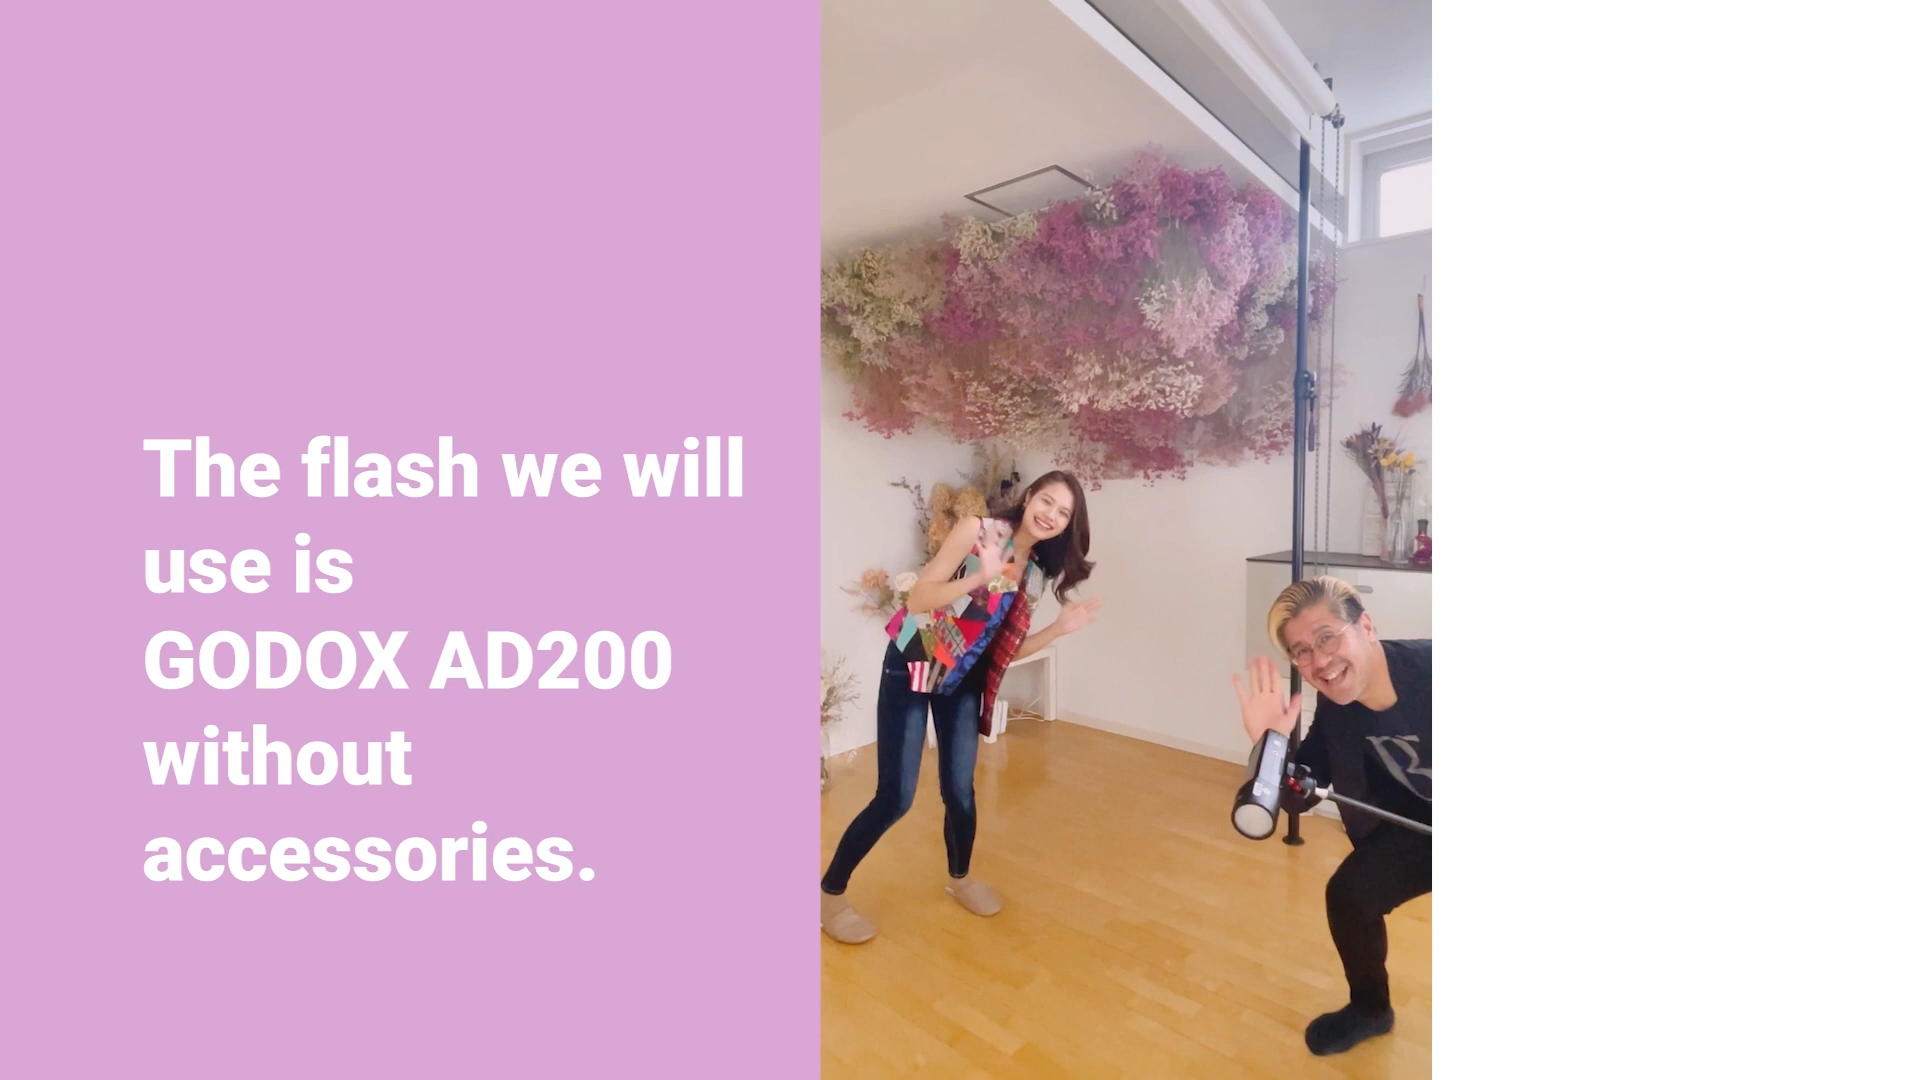 The flash we will
use is
GODOX AD200
without
accessories.